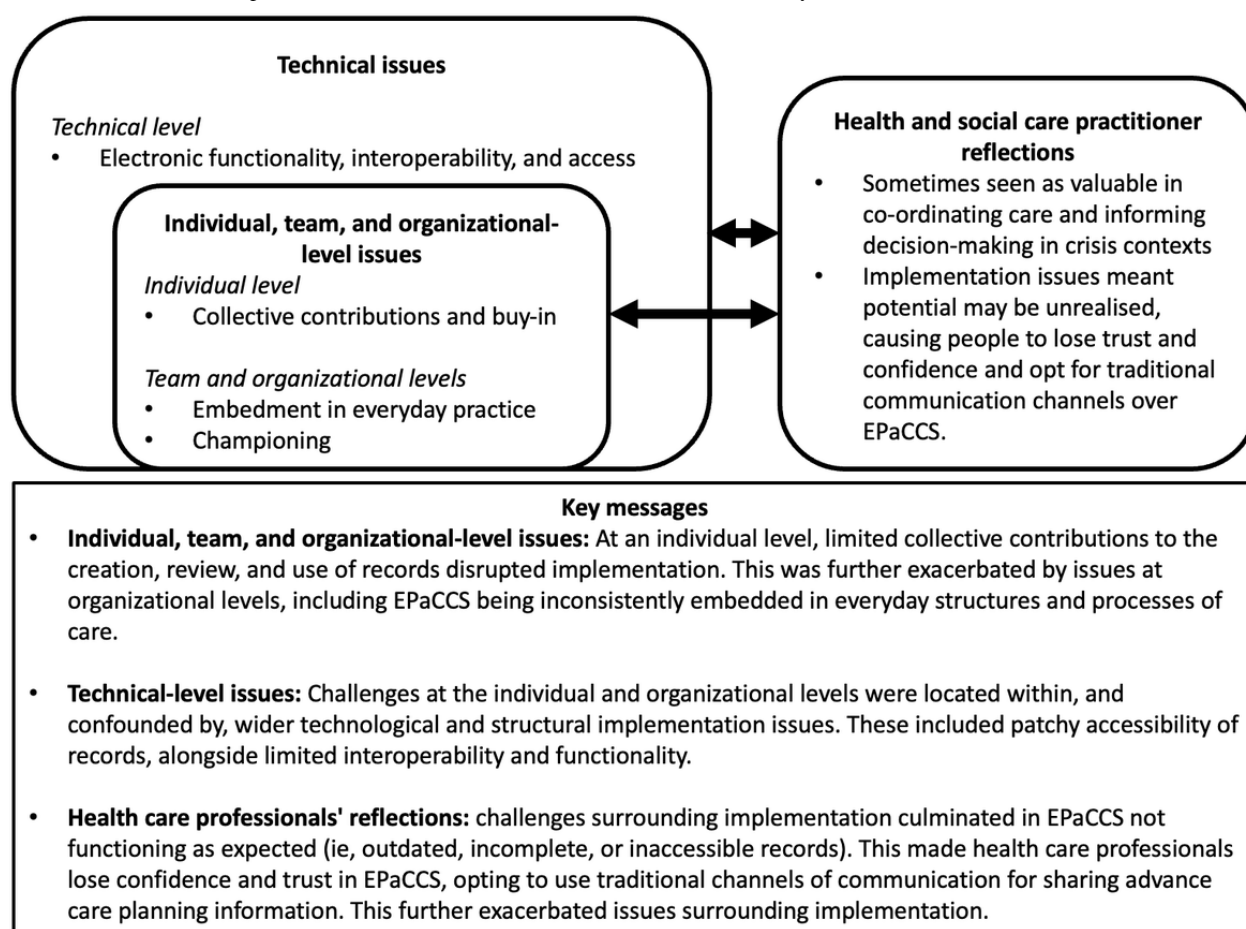 Technical issues
Technical level
• Electronic functionality, interoperability, and access
Individual, team, and organizational-
level issues
Individual level
• Collective contributions and buy-in
Team and organizational levels
• Embedment in everyday practice
• Championing
Health and social care practitioner
reflections
• Sometimes seen as valuable in
co-ordinating care and informing
decision-making in crisis contexts
• Implementation issues meant
potential may be unrealised,
causing people to lose trust and
confidence and opt for traditional
communication channels over
EPaCCS.
Key messages
• Individual, team, and organizational-level issues: At an individual level, limited collective contributions to the
creation, review, and use of records disrupted implementation. This was further exacerbated by issues at
organizational levels, including EPaCCS being inconsistently embedded in everyday structures and processes of
care.
• Technical-level issues: Challenges at the individual and organizational levels were located within, and
confounded by, wider technological and structural implementation issues. These included patchy accessibility of
records, alongside limited interoperability and functionality.
• Health care professionals' reflections: challenges surrounding implementation culminated in EPaCCS not
functioning as expected (ie, outdated, incomplete, or inaccessible records). This made health care professionals
lose confidence and trust in EPaCCS, opting to use traditional channels of communication for sharing advance
care planning information. This further exacerbated issues surrounding implementation.